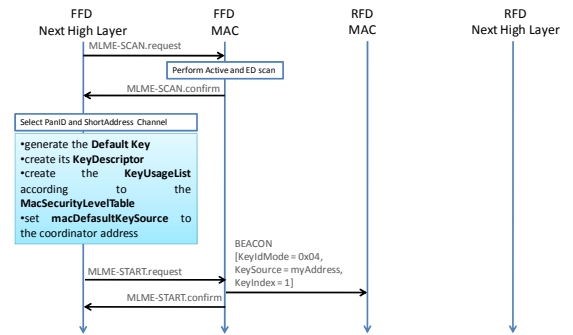 FFD
Next High Layer
FFD
MAC
RFD
MAC
RFD
Next High Layer
MLME-SCAN.request
Perform Active and ED scan
MLME-SCAN.confirm
Select PanID and ShortAddress Channel
•generate the Default Key
•create its KeyDescriptor
•create the KeyUsageList
according to the
MacSecurityLevelTable
•set macDefasultKeySource to
the coordinator address
BEACON
[KeyIdMode = 0x04,
KeySource = myAddress,
KeyIndex = 1]
MLME-START.request
MLME-START.confirm